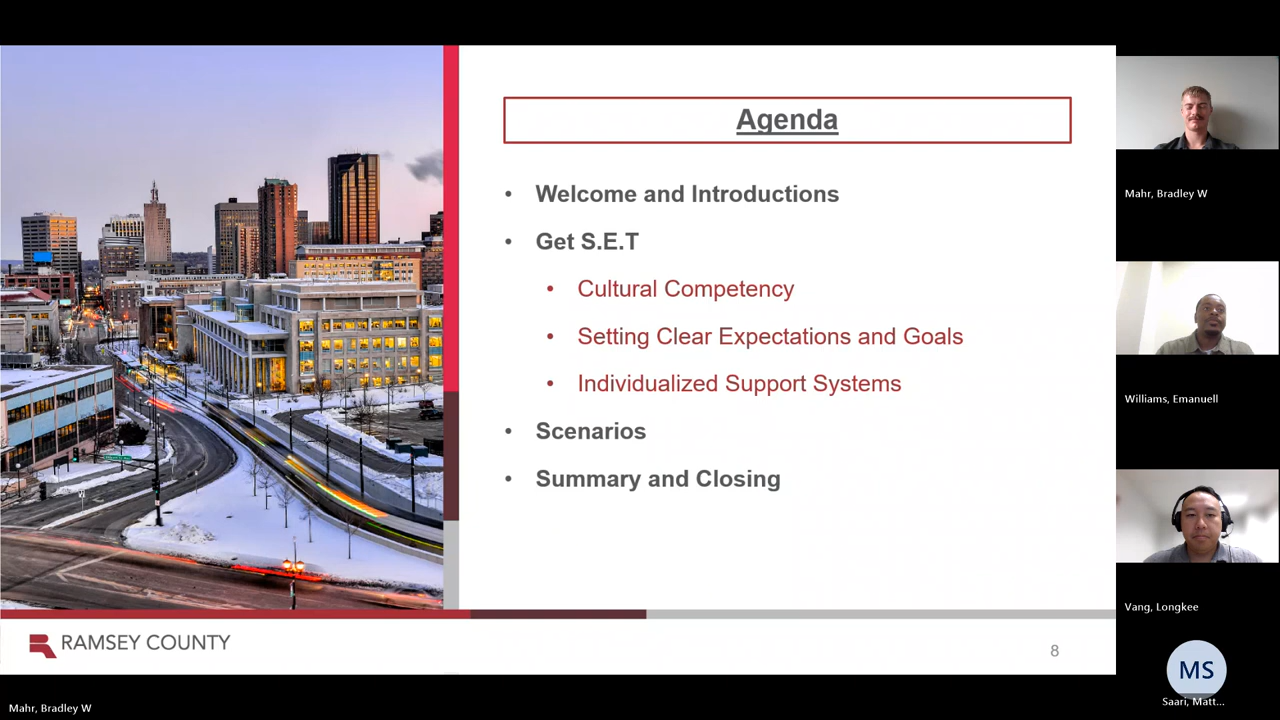 Agenda
• Welcome and Introductions
• Get S.E.T
• Cultural Competency
• Setting Clear Expectations and Goals
• Individualized Support Systems
• Scenarios
• Summary and Closing
RAMSEY COUNTY
8
Mahr, Bradley W
Williams, Emanuell
Vang, Longkee
MS
Saari, Matt...
Mahr, Bradley W